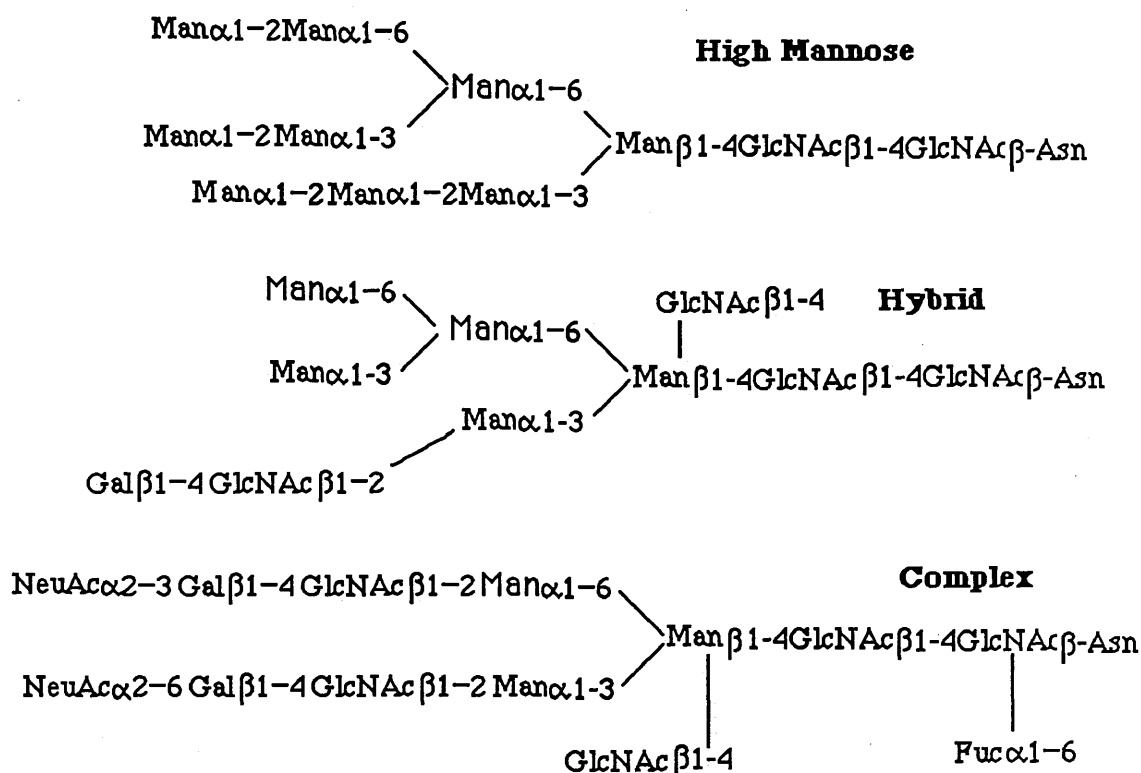 Manα1-2Manα1-6
High Mannose
Manα1-6
Manα1-2Manα1-3
Manβ1-4GlcNAcβ1-4GlcNAcβ-Asn
Manα1-2Manα1-2Manα1-3
Manα1-6
GlcNAcβ1-4
Hybrid
Manα1-6
Manα1-3
Manβ1-4GlcNAcβ1-4GlcNAcβ-Asn
Manα1-3
Galβ1-4GlcNAcβ1-2
Complex
NeuAcα2-3Galβ1-4GlcNAcβ1-2Manα1-6
Manβ1-4GlcNAcβ1-4GlcNAcβ-Asn
NeuAcα2-6Galβ1-4GlcNAcβ1-2Manα1-3
GlcNAcβ1-4
Fucα1-6